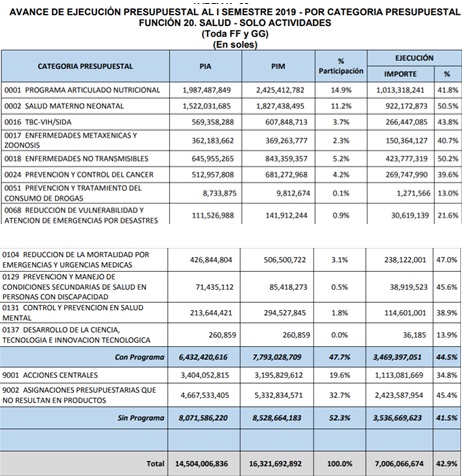 AVANCE DE EJECUCIÓN PRESUPUESTAL AL I SEMESTRE 2019 - POR CATEGORIA PRESUPUESTAL
FUNCIÓN 20. SALUD - SOLO ACTIVIDADES
(Toda FF y GG)
(En soles)
CATEGORIA PRESUPUESTAL PIA PIM % Participación EJECUCIÓN
IMPORTE %
0001 PROGRAMA ARTICULADO NUTRICIONAL 1,987,487,849 2,425,412,782 14.9% 1,013,318,241 41.8%
0002 SALUD MATERNO NEONATAL 1,522,031,685 1,827,438,495 11.2% 922,172,873 50.5%
0016 TBC-VIH/SIDA 569,358,288 607,848,713 3.7% 266,447,085 43.8%
0017 ENFERMEDADES METAXENICAS Y
ZOONOSIS 362,183,662 369,263,777 2.3% 150,364,127 40.7%
0018 ENFERMEDADES NO TRANSMISIBLES 645,955,265 843,359,357 5.2% 423,777,319 50.2%
0024 PREVENCION Y CONTROL DEL CANCER 512,957,808 681,272,968 4.2% 269,747,990 39.6%
0051 PREVENCION Y TRATAMIENTO DEL
CONSUMO DE DROGAS 8,733,875 9,812,674 0.1% 1,271,566 13.0%
0068 REDUCCION DE VULNERABILIDAD Y
ATENCION DE EMERGENCIAS POR DESASTRES 111,526,988 141,912,244 0.9% 30,619,139 21.6%
0104 REDUCCION DE LA MORTALIDAD POR
EMERGENCIAS Y URGENCIAS MEDICAS 426,844,804 506,500,722 3.1% 238,122,001 47.0%
0129 PREVENCION Y MANEJO DE
CONDICIONES SECUNDARIAS DE SALUD EN
PERSONAS CON DISCAPACIDAD 71,435,112 85,418,273 0.5% 38,919,523 45.6%
0131 CONTROL Y PREVENCION EN SALUD
MENTAL 213,644,421 294,527,845 1.8% 114,601,001 38.9%
0137 DESARROLLO DE LA CIENCIA,
TECNOLOGIA E INNOVACION TECNOLOGICA 260,859 260,859 0.0% 36,185 13.9%
Con Programa 6,432,420,616 7,793,028,709 47.7% 3,469,397,051 44.5%
9001 ACCIONES CENTRALES 3,404,052,815 3,195,829,612 19.6% 1,113,081,669 34.8%
9002 ASIGNACIONES PRESUPUESTARIAS QUE
NO RESULTAN EN PRODUCTOS 4,667,533,405 5,332,834,571 32.7% 2,423,587,954 45.4%
Sin Programa 8,071,586,220 8,528,664,183 52.3% 3,536,669,623 41.5%
Total 14,504,006,836 16,321,692,892 100.0% 7,006,066,674 42.9%